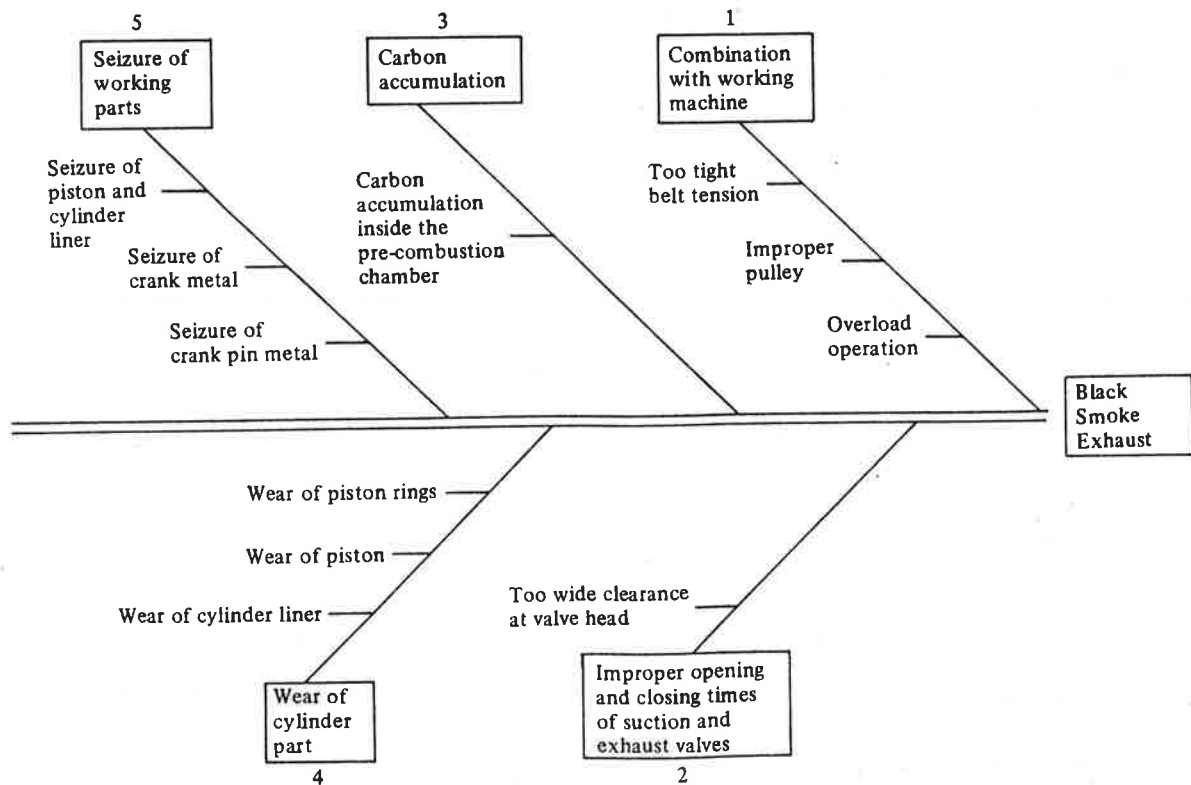 5
Seizure of
working
parts
Seizure of
piston and
cylinder
liner
Seizure of
crank metal
Seizure of
crank pin metal
3
Carbon
accumulation
Carbon
accumulation
inside the
pre-combustion
chamber
1
Combination
with working
machine
Too tight
belt tension
Improper
pulley
Overload
operation
Black
Smoke
Exhaust
Wear of piston rings
Wear of piston
Wear of cylinder liner
Wear of
cylinder
part
4
Too wide clearance
at valve head
Improper opening
and closing times
of suction and
exhaust valves
2